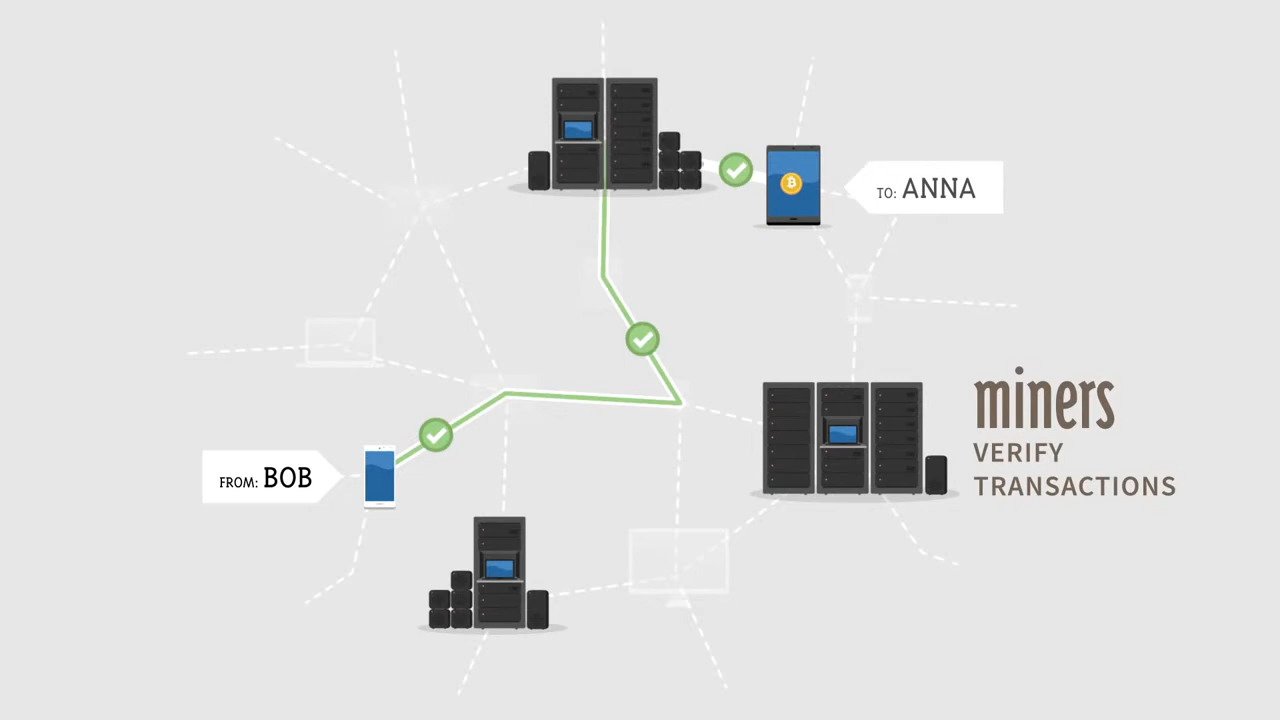 TO: ANNA
miners
VERIFY
TRANSACTIONS
FROM: BOB